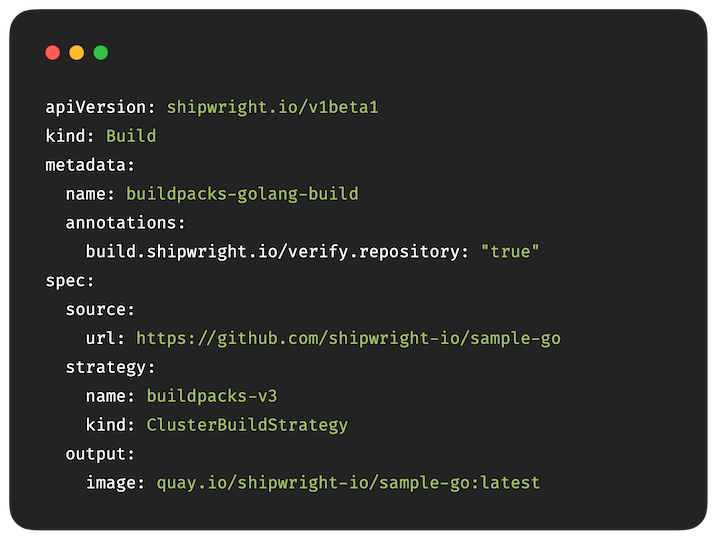 apiVersion: shipwright.io/v1beta1
kind: Build
metadata:
  name: buildpacks-golang-build
  annotations:
    build.shipwright.io/verify.repository: "true"
spec:
  source:
    url: https://github.com/shipwright-io/sample-go
  strategy:
    name: buildpacks-v3
    kind: ClusterBuildStrategy
  output:
    image: quay.io/shipwright-io/sample-go:latest